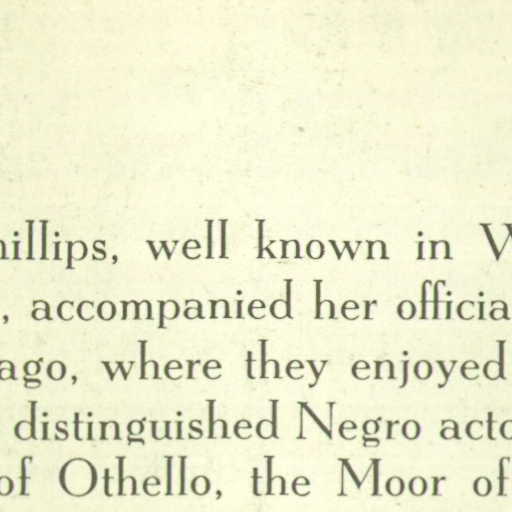 hillips, well known in W
, accompanied her officia
ago, where they enjoyed
distinguished Negro acto
of Othello, the Moor of